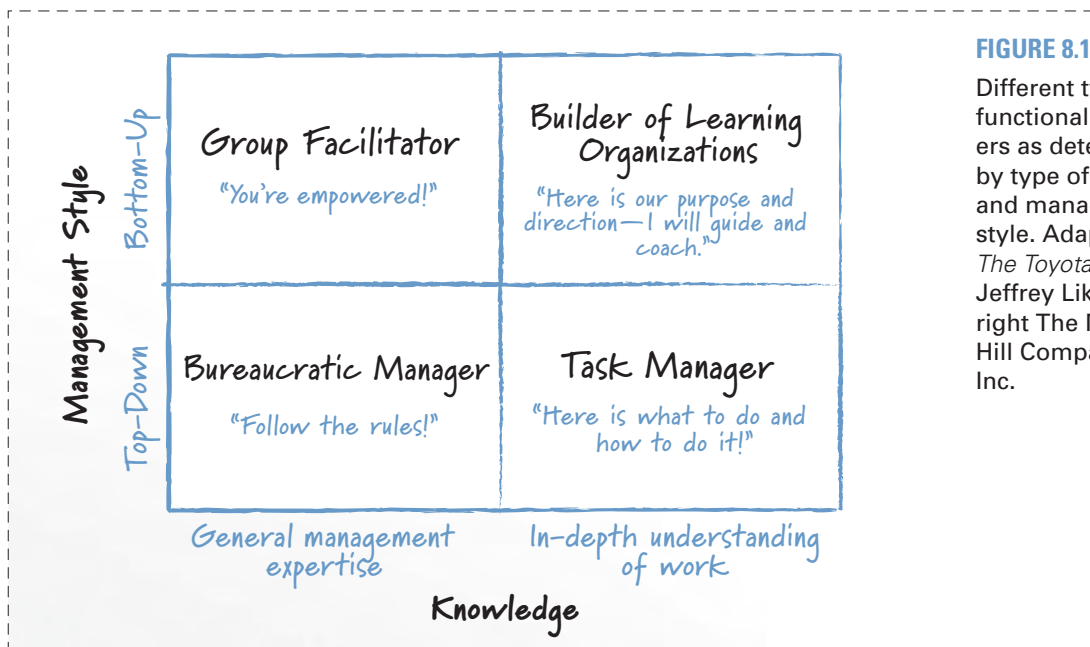 FIGURE 8.1
Different t
functional
ers as dete
by type of
and mana
style. Adap
The Toyota
Jeffrey Lik
right The
Hill Compa
Inc.
Management Style
Bottom-Up
Top-Down
Group Facilitator
"You're empowered!"
Builder of Learning
Organizations
"Here is our purpose and
direction—I will guide and
coach."
Bureaucratic Manager
"Follow the rules!"
Task Manager
"Here is what to do and
how to do it!"
General management
expertise
In-depth understanding
of work
Knowledge